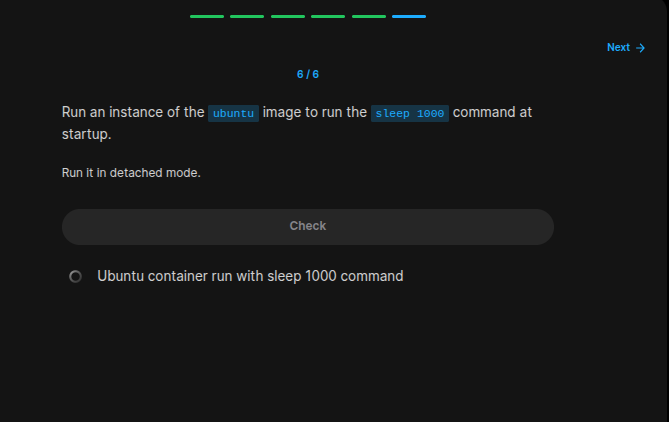 Next →
6 / 6
Run an instance of the ubuntu image to run the sleep 1000 command at
startup.
Run it in detached mode.
Check
Ubuntu container run with sleep 1000 command